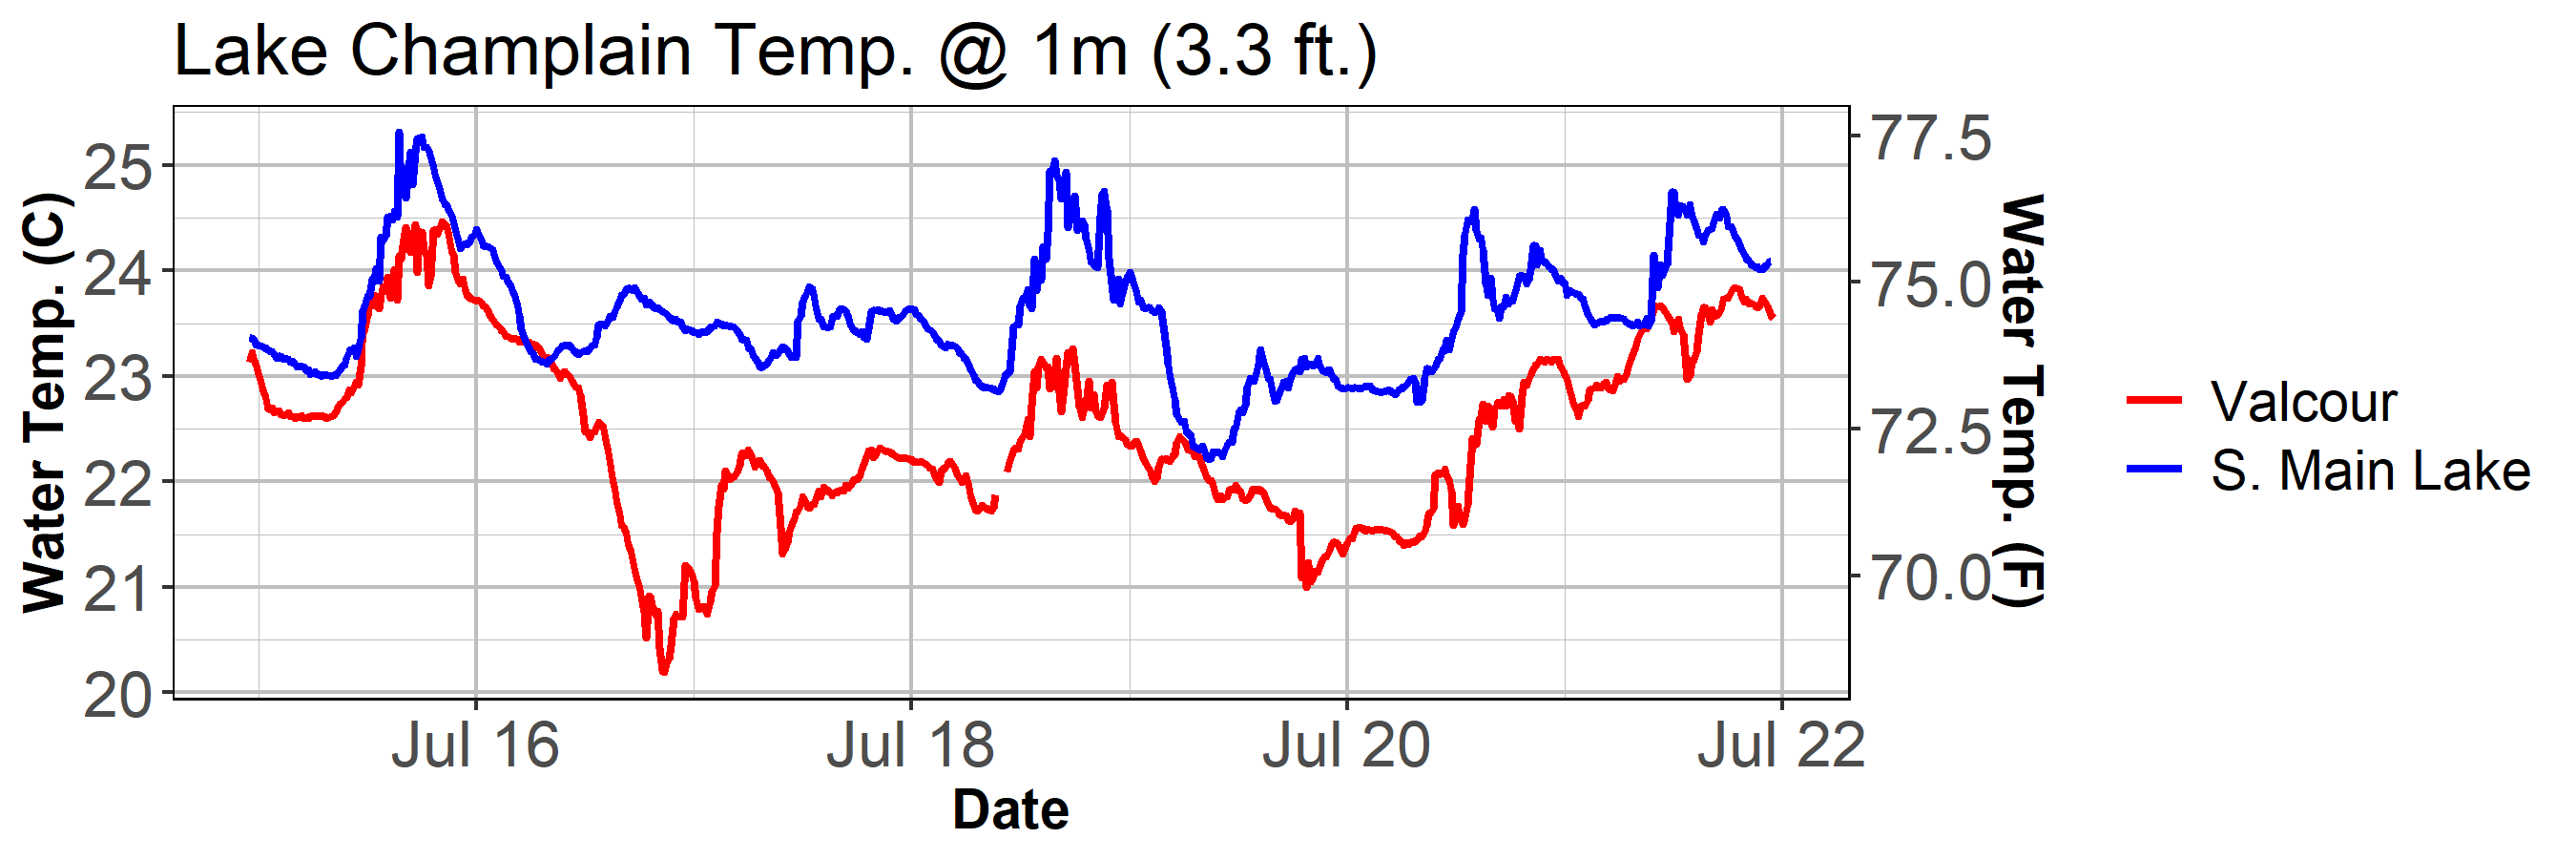 Lake Champlain Temp. @ 1m (3.3 ft.)
Water Temp. (C)
25
24
23
22
21
20
77.5
75.0
72.5
70.0
Water Temp. (F)
Jul 16
Jul 18
Jul 20
Jul 22
Date
Valcour
S. Main Lake